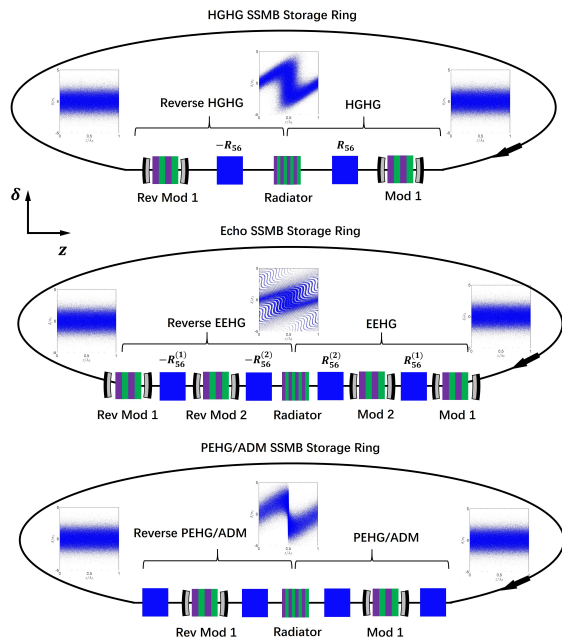 HGHG SSMB Storage Ring
Reverse HGHG
HGHG
−R56
R56
Rev Mod 1
Radiator
Mod 1
δ
z
Echo SSMB Storage Ring
Reverse EEHG
EEHG
−R56(1)
−R56(2)
R56(2)
R56(1)
Rev Mod 1
Rev Mod 2
Radiator
Mod 2
Mod 1
PEHG/ADM SSMB Storage Ring
Reverse PEHG/ADM
PEHG/ADM
Rev Mod 1
Radiator
Mod 1